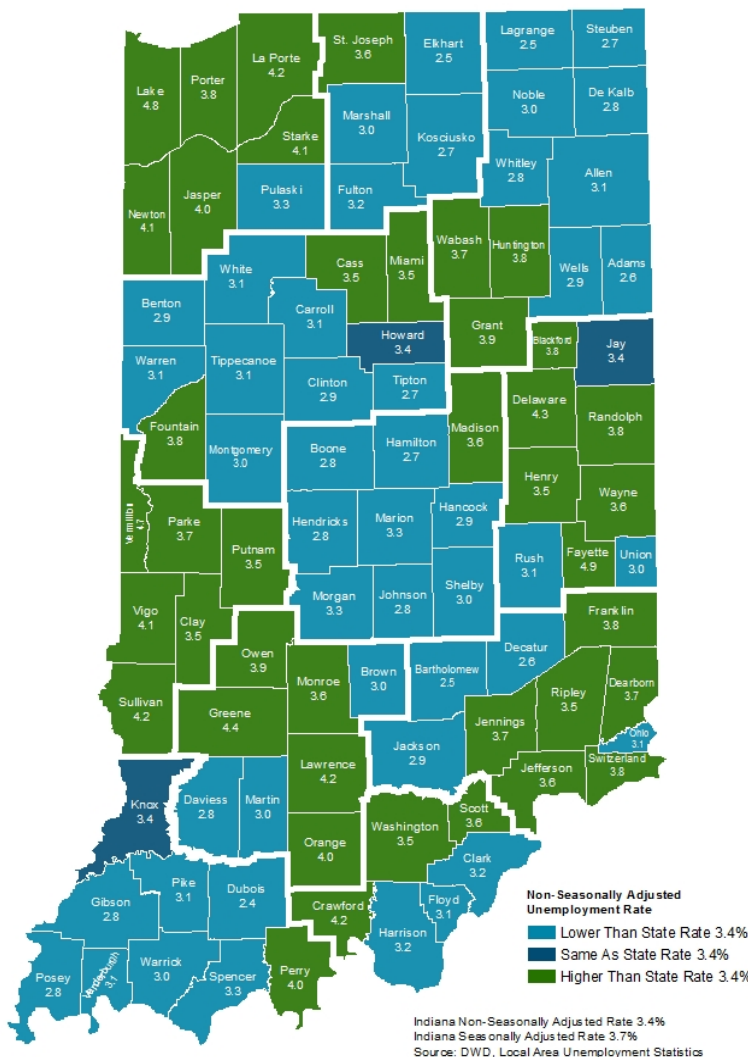 La Porte
4.2
St. Joseph
3.6
Elkhart
2.5
Lagrange
2.5
Steuben
2.7
Lake
4.8
Porter
3.8
Noble
3.0
De Kalb
2.8
Marshall
3.0
Kosciusko
2.7
Starke
4.1
Whitley
2.8
Allen
3.1
Newton
4.1
Jasper
4.0
Pulaski
3.3
Fulton
3.2
Wabash
3.7
Huntington
3.8
White
3.1
Cass
3.5
Miami
3.5
Wells
2.9
Adams
2.6
Benton
2.9
Carroll
3.1
Howard
3.4
Grant
3.9
Blackford
3.8
Jay
3.4
Warren
3.1
Tippecanoe
3.1
Clinton
2.9
Tipton
2.7
Delaware
4.3
Randolph
3.8
Fountain
3.8
Montgomery
3.0
Boone
2.8
Hamilton
2.7
Madison
3.6
Henry
3.5
Wayne
3.6
Vermillion
4.7
Parke
3.7
Putnam
3.5
Hendricks
2.8
Marion
3.3
Hancock
2.9
Rush
3.1
Fayette
4.9
Union
3.0
Vigo
4.1
Clay
3.5
Morgan
3.3
Johnson
2.8
Shelby
3.0
Franklin
3.8
Owen
3.9
Monroe
3.6
Brown
3.0
Bartholomew
2.5
Decatur
2.6
Ripley
3.5
Dearborn
3.7
Sullivan
4.2
Greene
4.4
Jennings
3.7
Ohio
3.1
Jackson
2.9
Lawrence
4.2
Jefferson
3.6
Switzerland
3.8
Knox
3.4
Daviess
2.8
Martin
3.0
Orange
4.0
Washington
3.5
Scott
3.6
Clark
3.2
Pike
3.1
Dubois
2.4
Gibson
2.8
Crawford
4.2
Floyd
3.1
Harrison
3.2
Posey
2.8
Vanderburgh
3.1
Warrick
3.0
Spencer
3.3
Perry
4.0
Non-Seasonally Adjusted
Unemployment Rate
Lower Than State Rate 3.4%
Same As State Rate 3.4%
Higher Than State Rate 3.4%
Indiana Non-Seasonally Adjusted Rate 3.4%
Indiana Seasonally Adjusted Rate 3.7%
Source: DWD, Local Area Unemployment Statistics